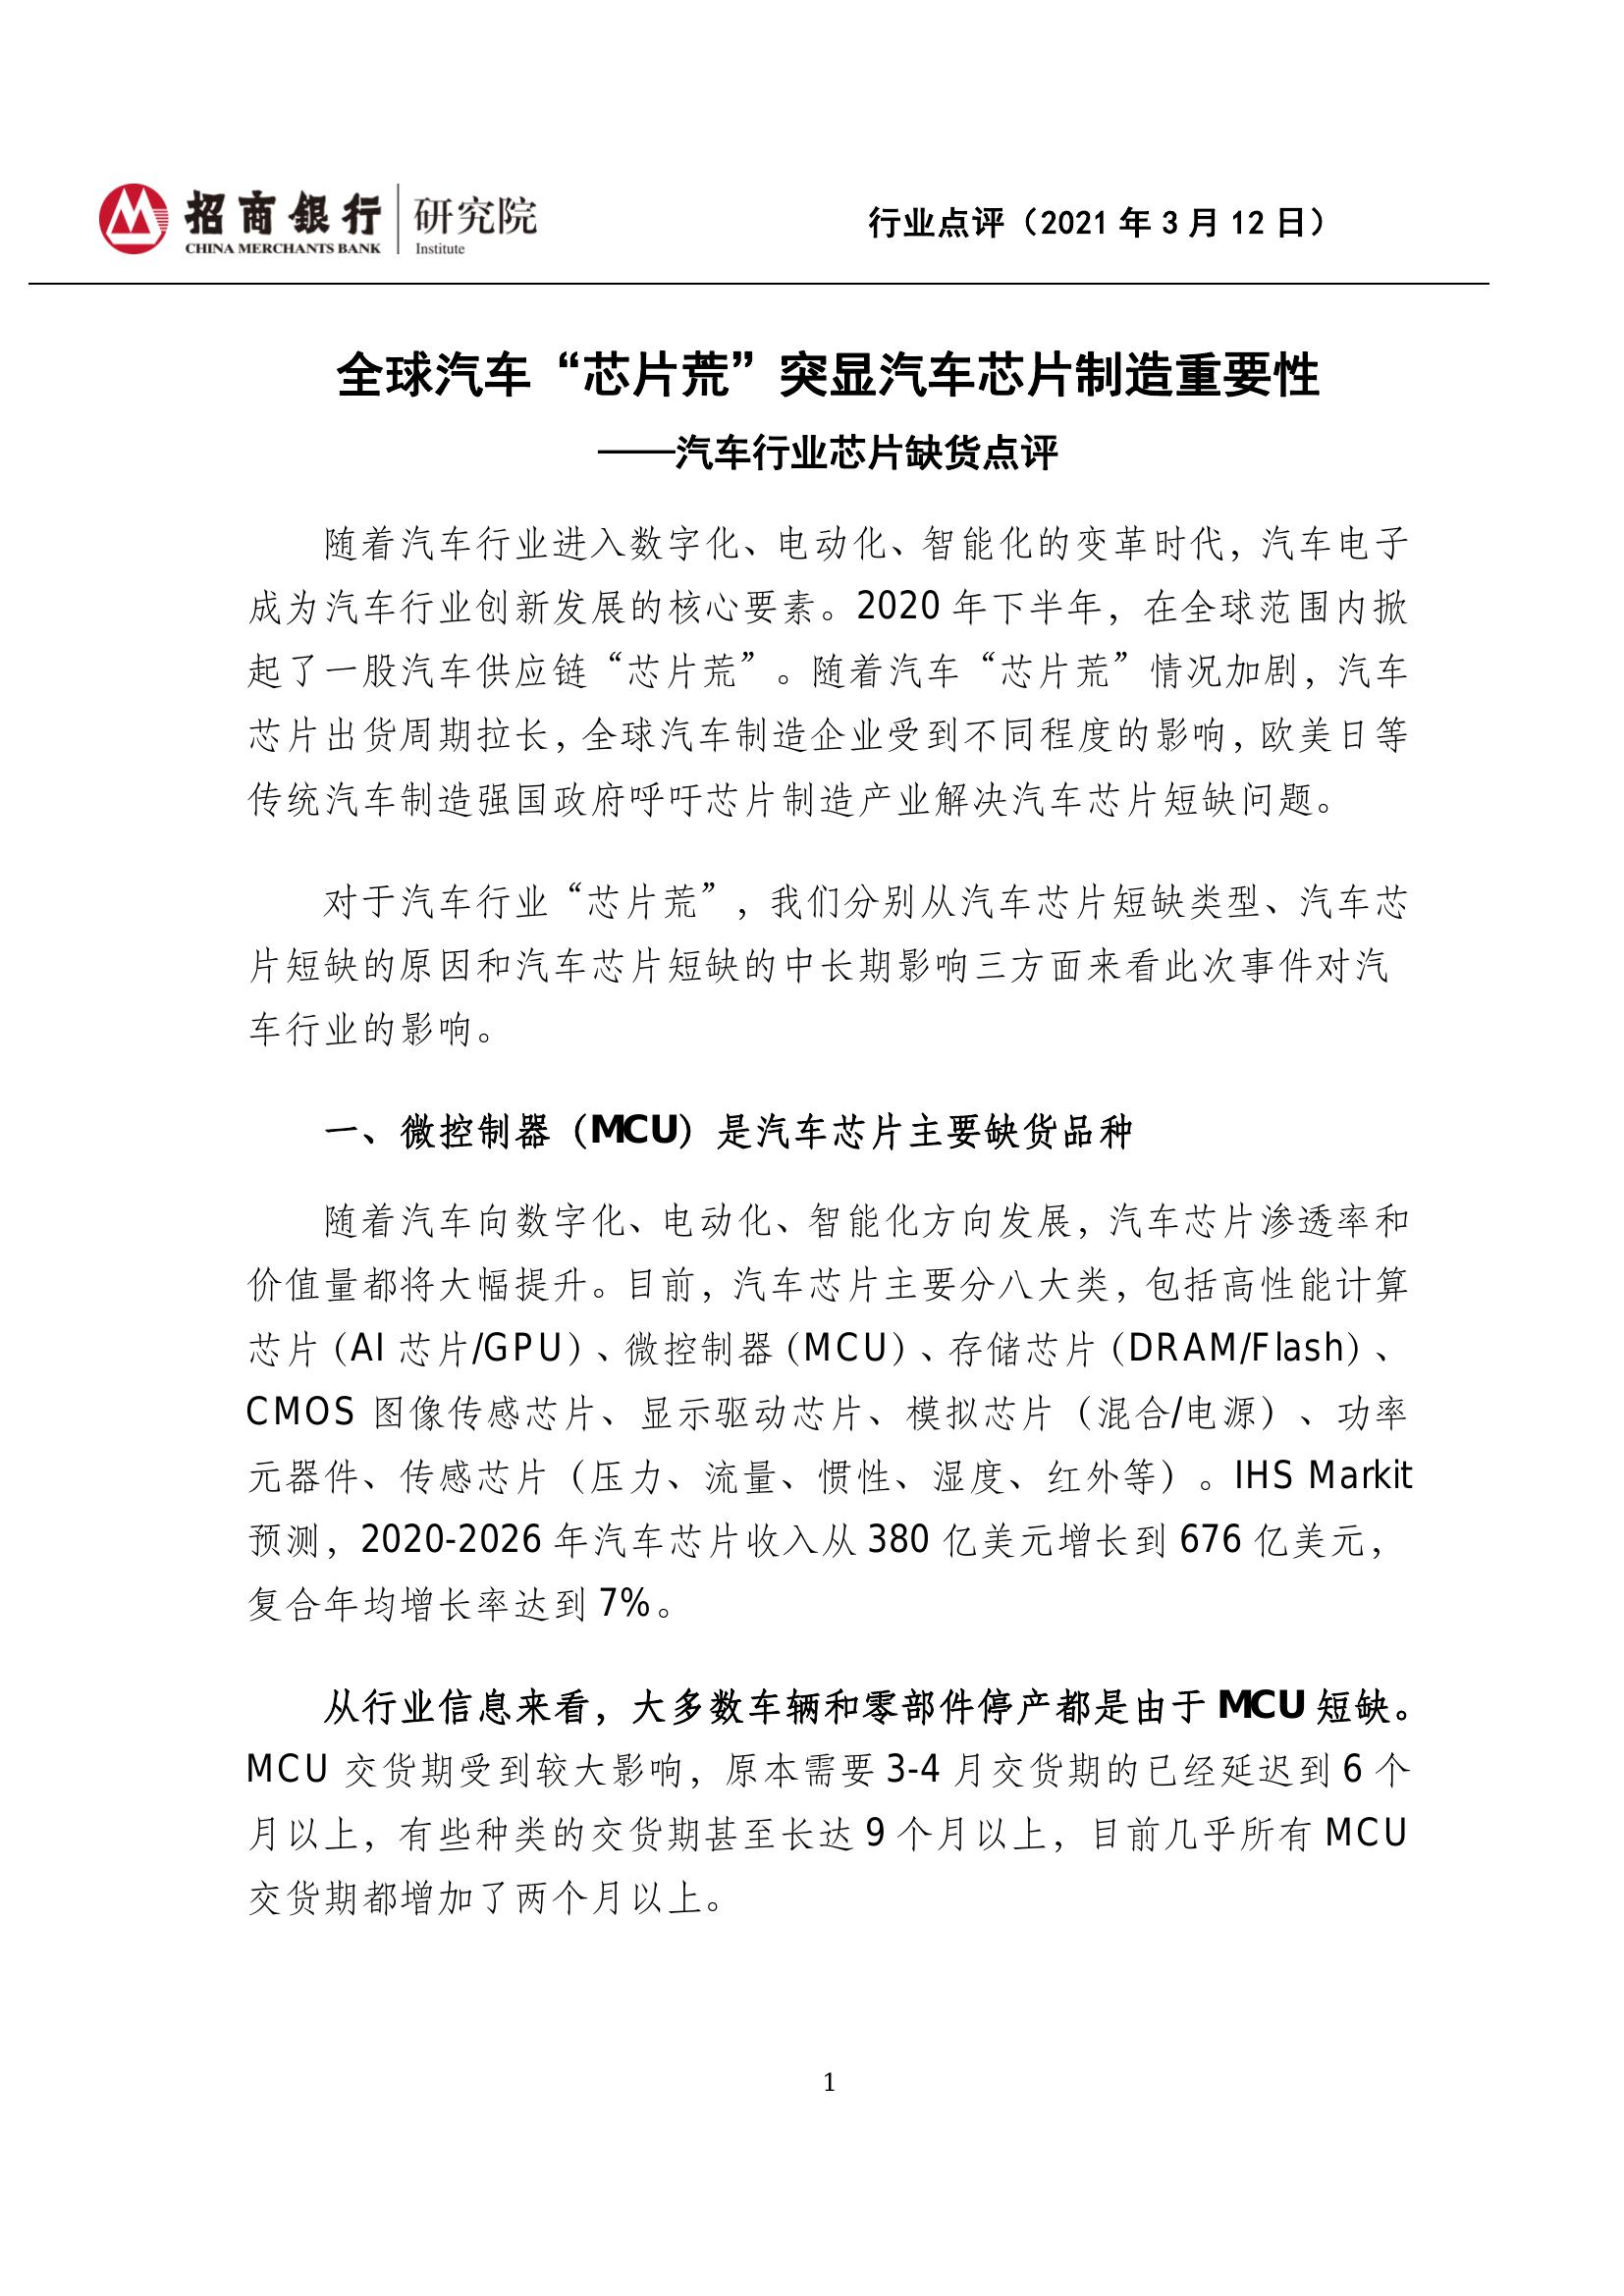 招商銀行 研究院
CHINA MERCHANTS BANK Institute
行业点评（2021 年 3 月 12 日）
全球汽车“芯片荒”突显汽车芯片制造重要性
——汽车行业芯片缺货点评
随着汽车行业进入数字化、电动化、智能化的变革时代，汽车电子
成为汽车行业创新发展的核心要素。2020 年下半年，在全球范围内掀
起了一股汽车供应链“芯片荒”。随着汽车“芯片荒”情况加剧，汽车
芯片出货周期拉长，全球汽车制造企业受到不同程度的影响，欧美日等
传统汽车制造强国政府呼吁芯片制造产业解决汽车芯片短缺问题。
对于汽车行业“芯片荒”，我们分别从汽车芯片短缺类型、汽车芯
片短缺的原因和汽车芯片短缺的中长期影响三方面来看此次事件对汽
车行业的影响。
一、微控制器（MCU）是汽车芯片主要缺货品种
随着汽车向数字化、电动化、智能化方向发展，汽车芯片渗透率和
价值量都将大幅提升。目前，汽车芯片主要分八大类，包括高性能计算
芯片（AI 芯片/GPU）、微控制器（MCU）、存储芯片（DRAM/Flash）、
CMOS 图像传感芯片、显示驱动芯片、模拟芯片（混合/电源）、功率
元器件、传感芯片（压力、流量、惯性、湿度、红外等）。IHS Markit
预测，2020-2026 年汽车芯片收入从 380 亿美元增长到 676 亿美元，
复合年均增长率达到 7%。
从行业信息来看，大多数车辆和零部件停产都是由于 MCU 短缺。
MCU 交货期受到较大影响，原本需要 3-4 月交货期的已经延迟到 6 个
月以上，有些种类的交货期甚至长达 9 个月以上，目前几乎所有 MCU
交货期都增加了两个月以上。
1